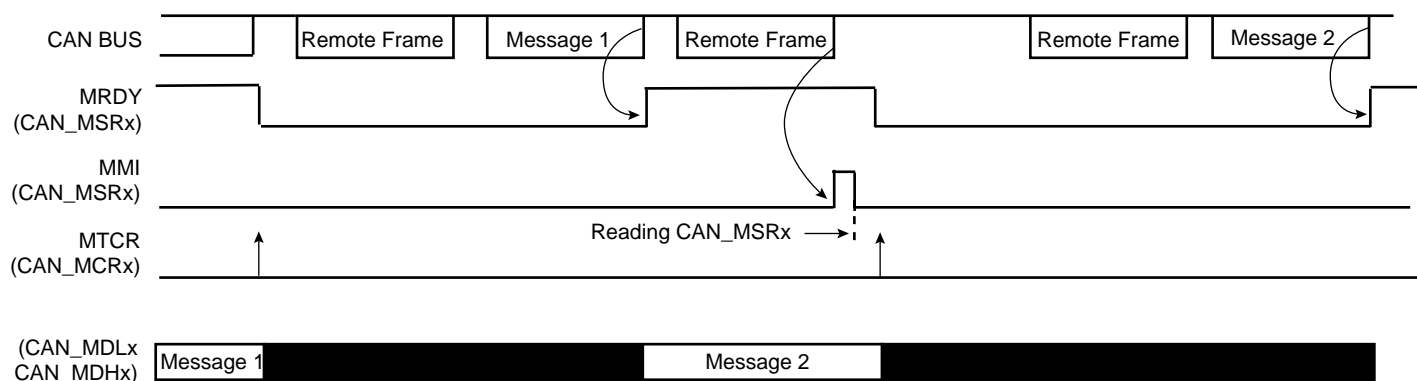 CAN BUS
Remote Frame
Message 1
Remote Frame
Remote Frame
Message 2
MRDY
(CAN_MSRx)
MMI
(CAN_MSRx)
Reading CAN_MSRx
MTCR
(CAN_MCRx)
(CAN_MDLx
CAN_MDHx)
Message 1
Message 2